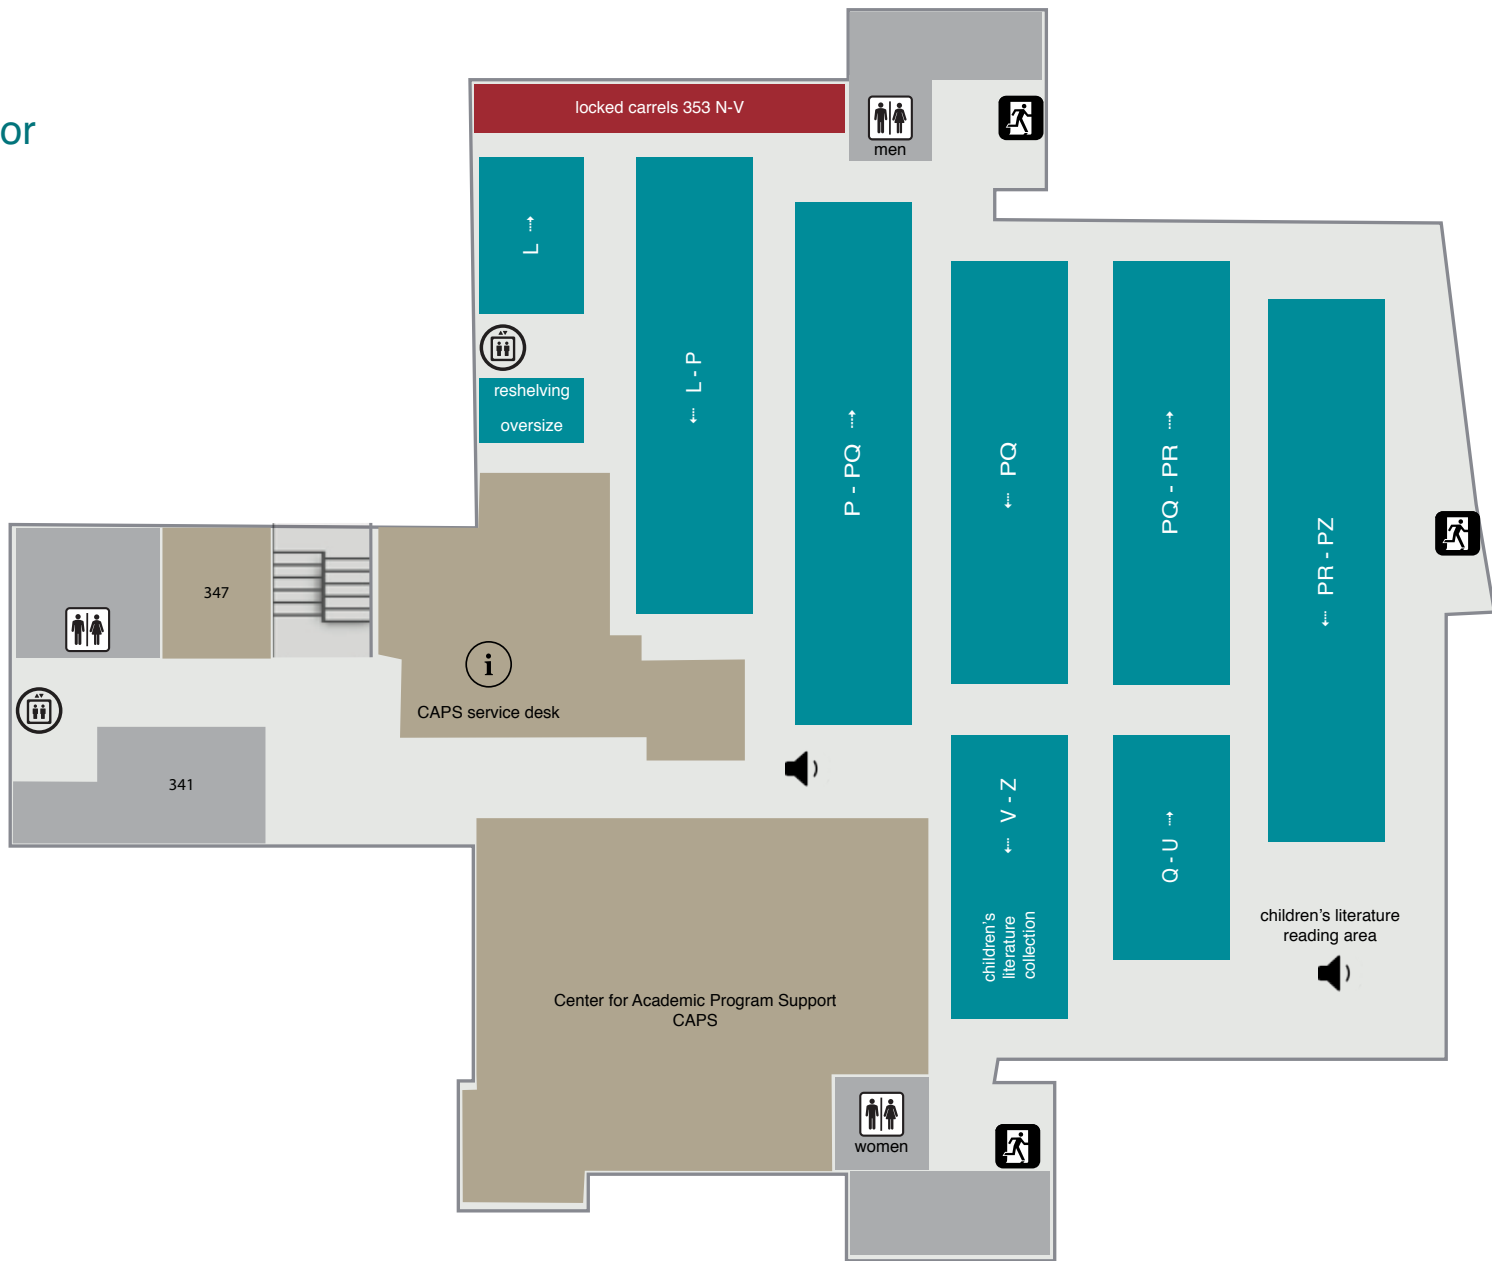 or
locked carrels 353 N-V
men
L
L - P
P - PQ
PQ
PQ - PR
PR - PZ
reshelving
oversize
347
i
CAPS service desk
341
V - Z
children's
literature
collection
Q - U
children's literature
reading area
Center for Academic Program Support
CAPS
women